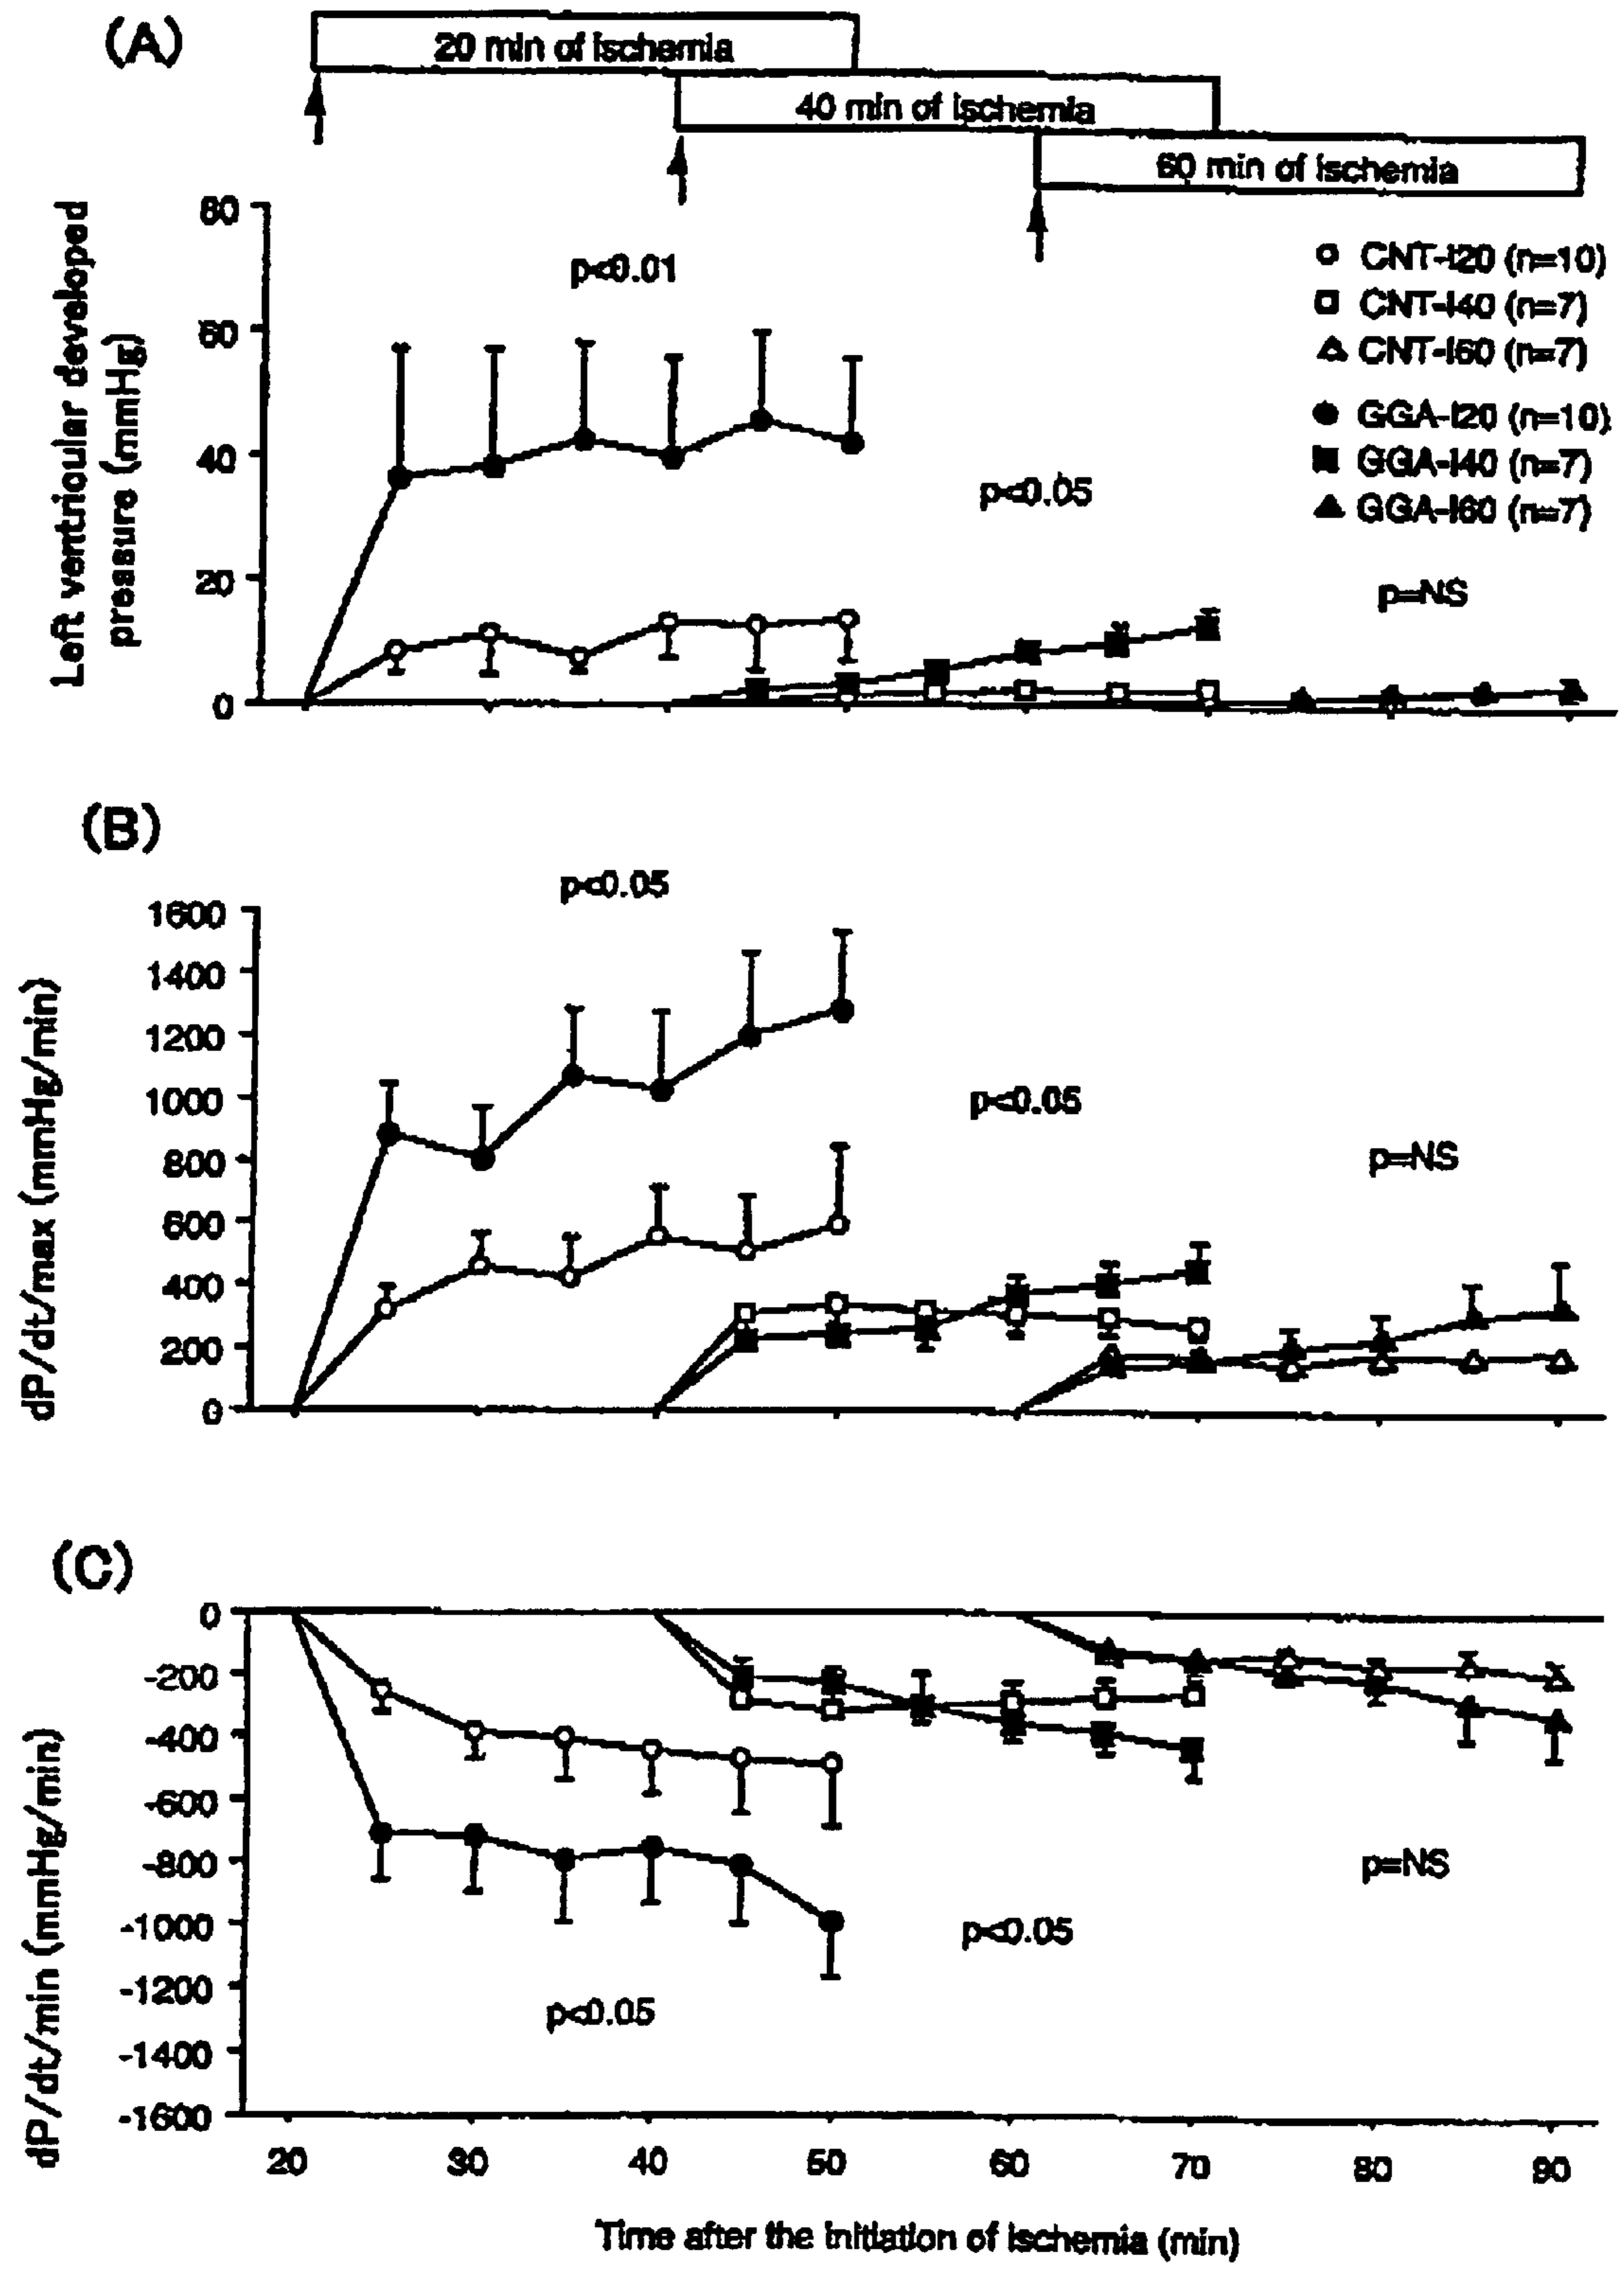 (A)
20 min of ischemia
40 min of ischemia
60 min of ischemia
Left ventricular developed
pressure (mmHg)
80
60
40
20
0
p<0.01
p<0.05
p=NS
CNT-I20 (n=10)
CNT-I40 (n=7)
CNT-I60 (n=7)
GGA-I20 (n=10)
GGA-I40 (n=7)
GGA-I60 (n=7)
(B)
dP/dt/max (mmHg/min)
1600
1400
1200
1000
800
600
400
200
0
p<0.05
p<0.05
p=NS
(C)
dP/dt/min (mmHg/min)
0
-200
-400
-600
-800
-1000
-1200
-1400
-1600
p<0.05
p<0.05
p=NS
20 30 40 50 60 70 80 90
Time after the initiation of ischemia (min)